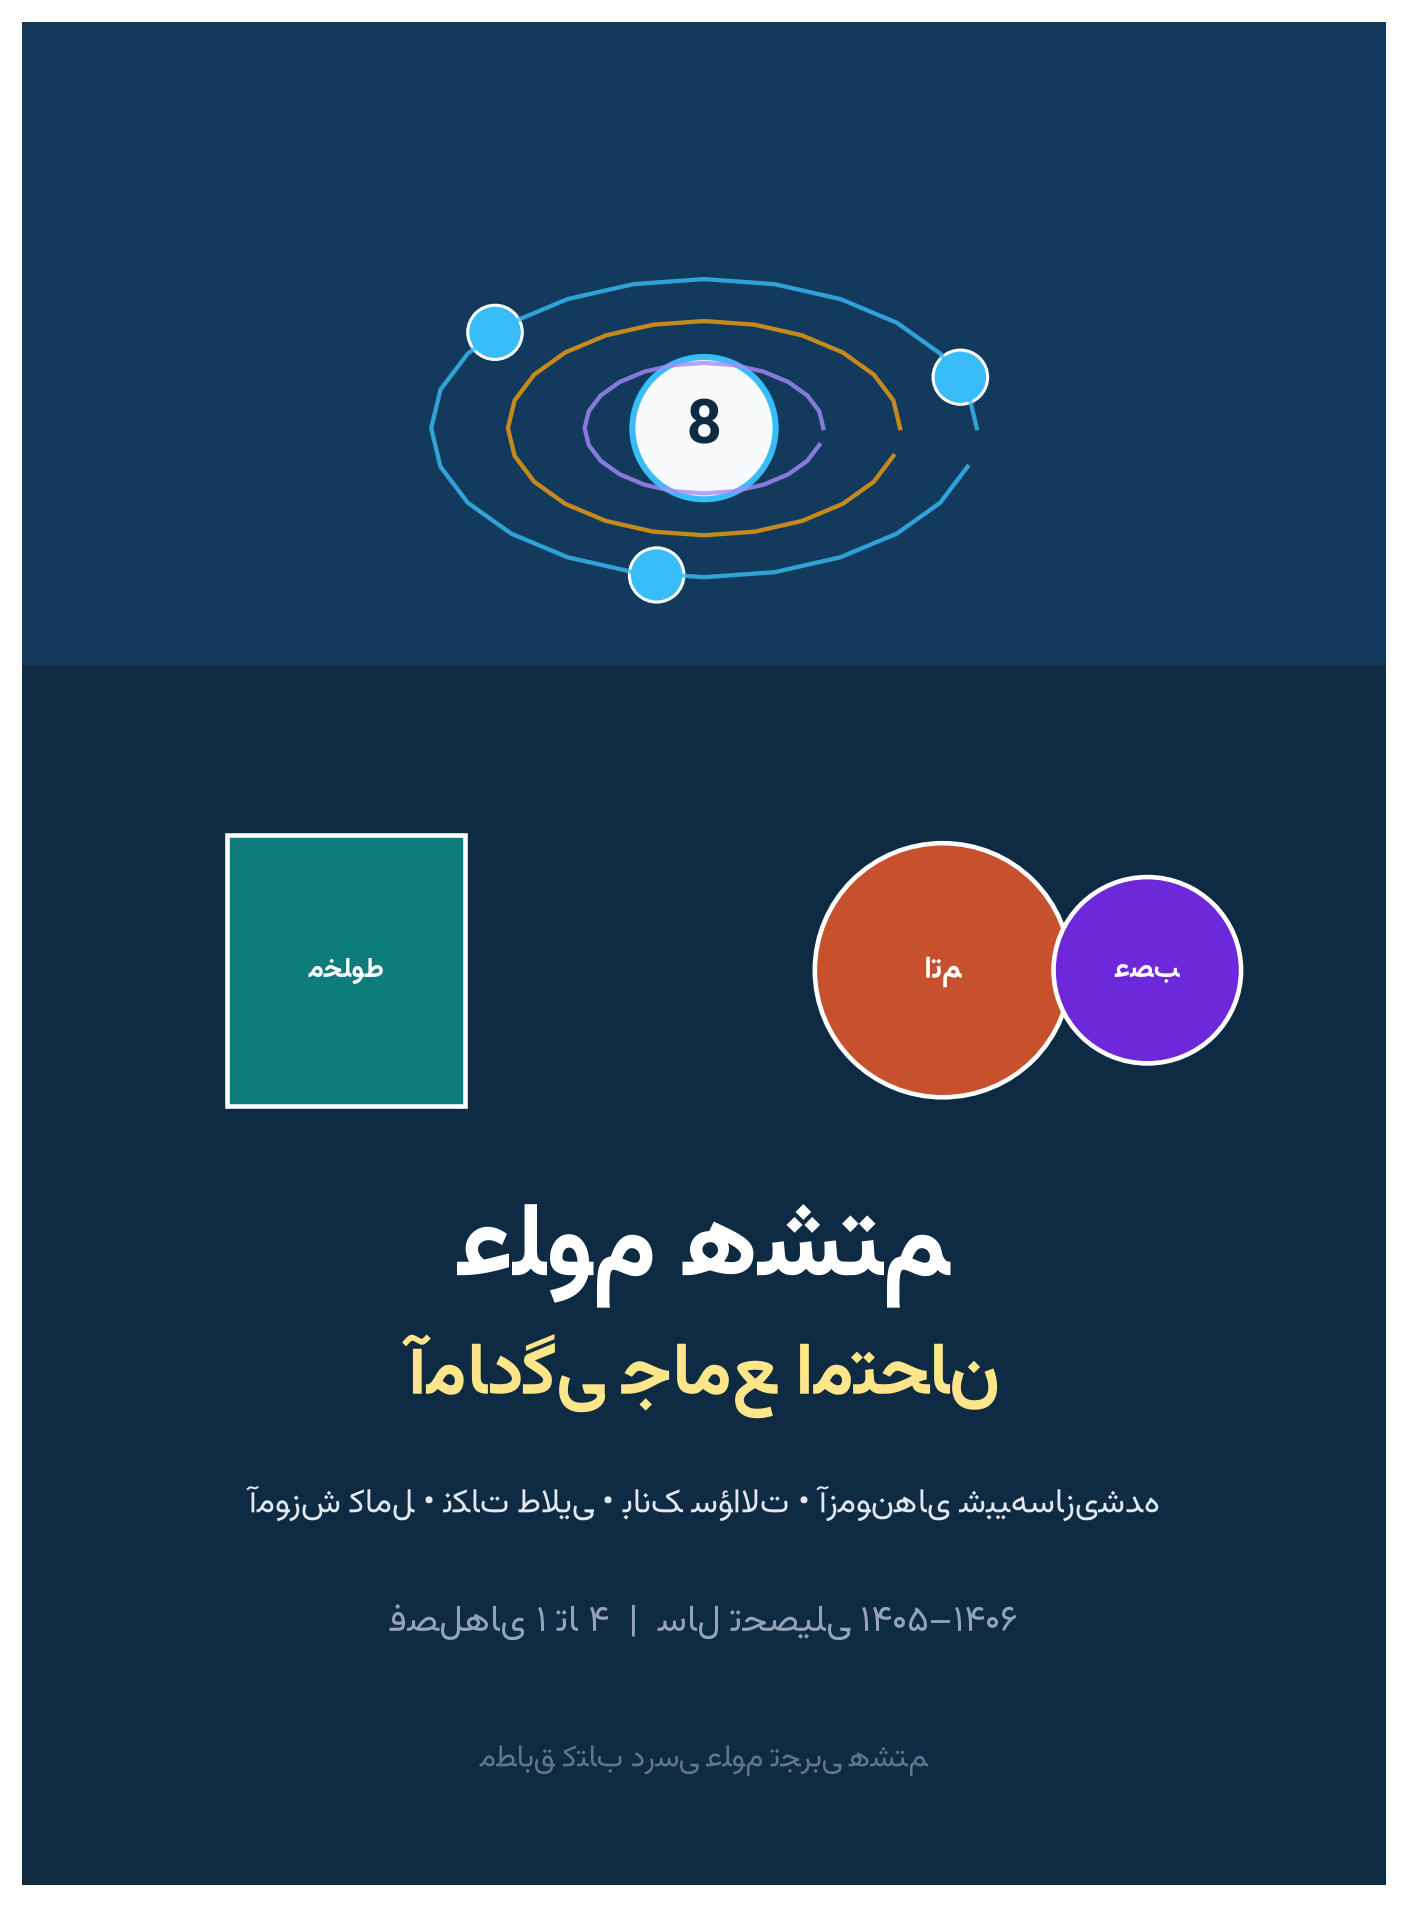 8
مخلوط
اتم
عصب
علوم هشتم
آمادگی جامع امتحان
آموزش کامل • نکات طلایی • بانک سؤالات • آزمون‌های شبیه‌سازی‌شده
فصل‌های ۱ تا ۴ | سال تحصیلی ۱۴۰۵–۱۴۰۶
مطابق کتاب درسی علوم تجربی هشتم